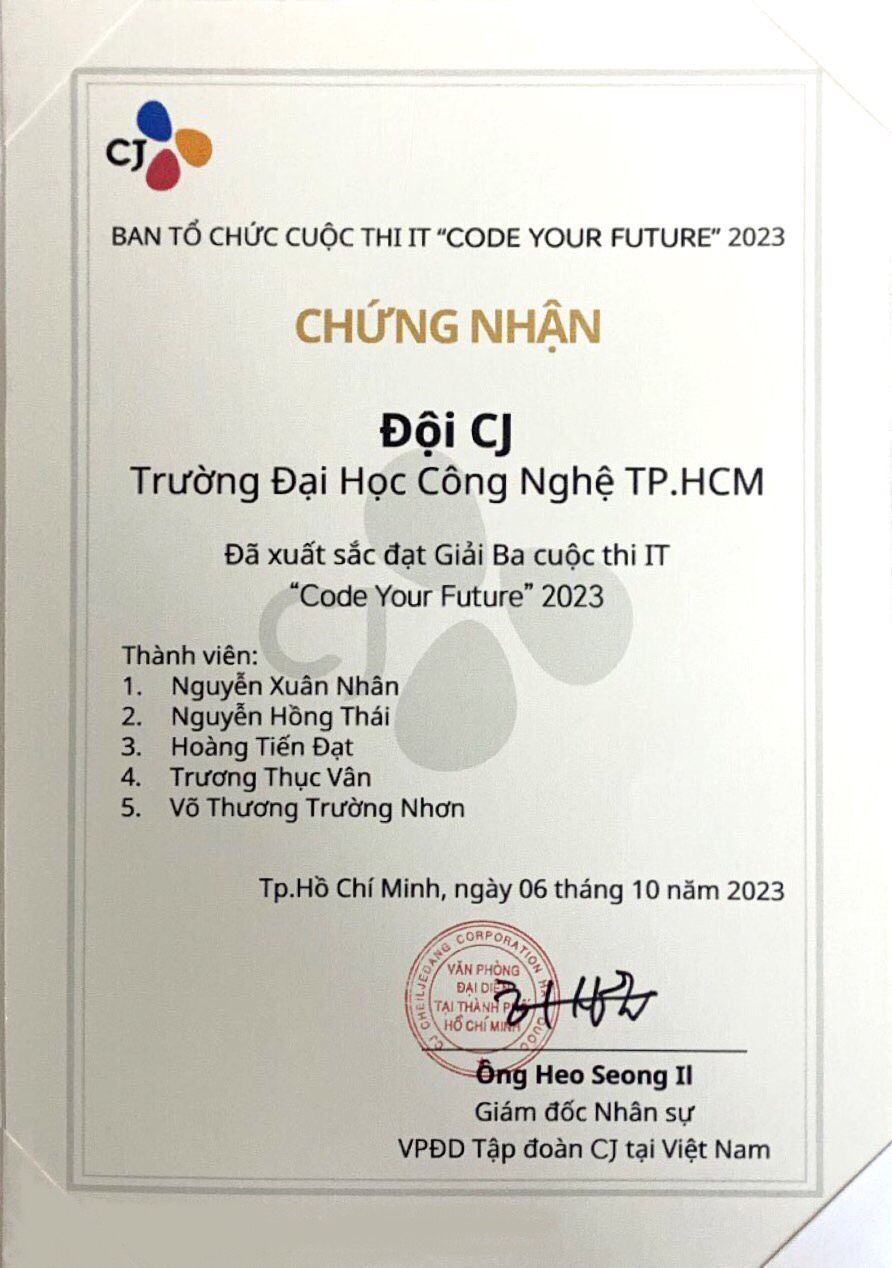 CJ
BAN TỔ CHỨC CUỘC THI IT “CODE YOUR FUTURE” 2023
CHỨNG NHẬN
Đội CJ
Trường Đại Học Công Nghệ TP.HCM
Đã xuất sắc đạt Giải Ba cuộc thi IT
“Code Your Future” 2023
CJ
Thành viên:
1. Nguyễn Xuân Nhân
2. Nguyễn Hồng Thái
3. Hoàng Tiến Đạt
4. Trương Thục Vân
5. Võ Thương Trường Nhơn
Tp.Hồ Chí Minh, ngày 06 tháng 10 năm 2023
CJ CHEILJEDANG CORPORATION QUỐC
VĂN PHÒNG
ĐẠI DIỆN
TẠI THÀNH
HỒ CHÍ MINH
Ông Heo Seong Il
Giám đốc Nhân sự
VPĐD Tập đoàn CJ tại Việt Nam